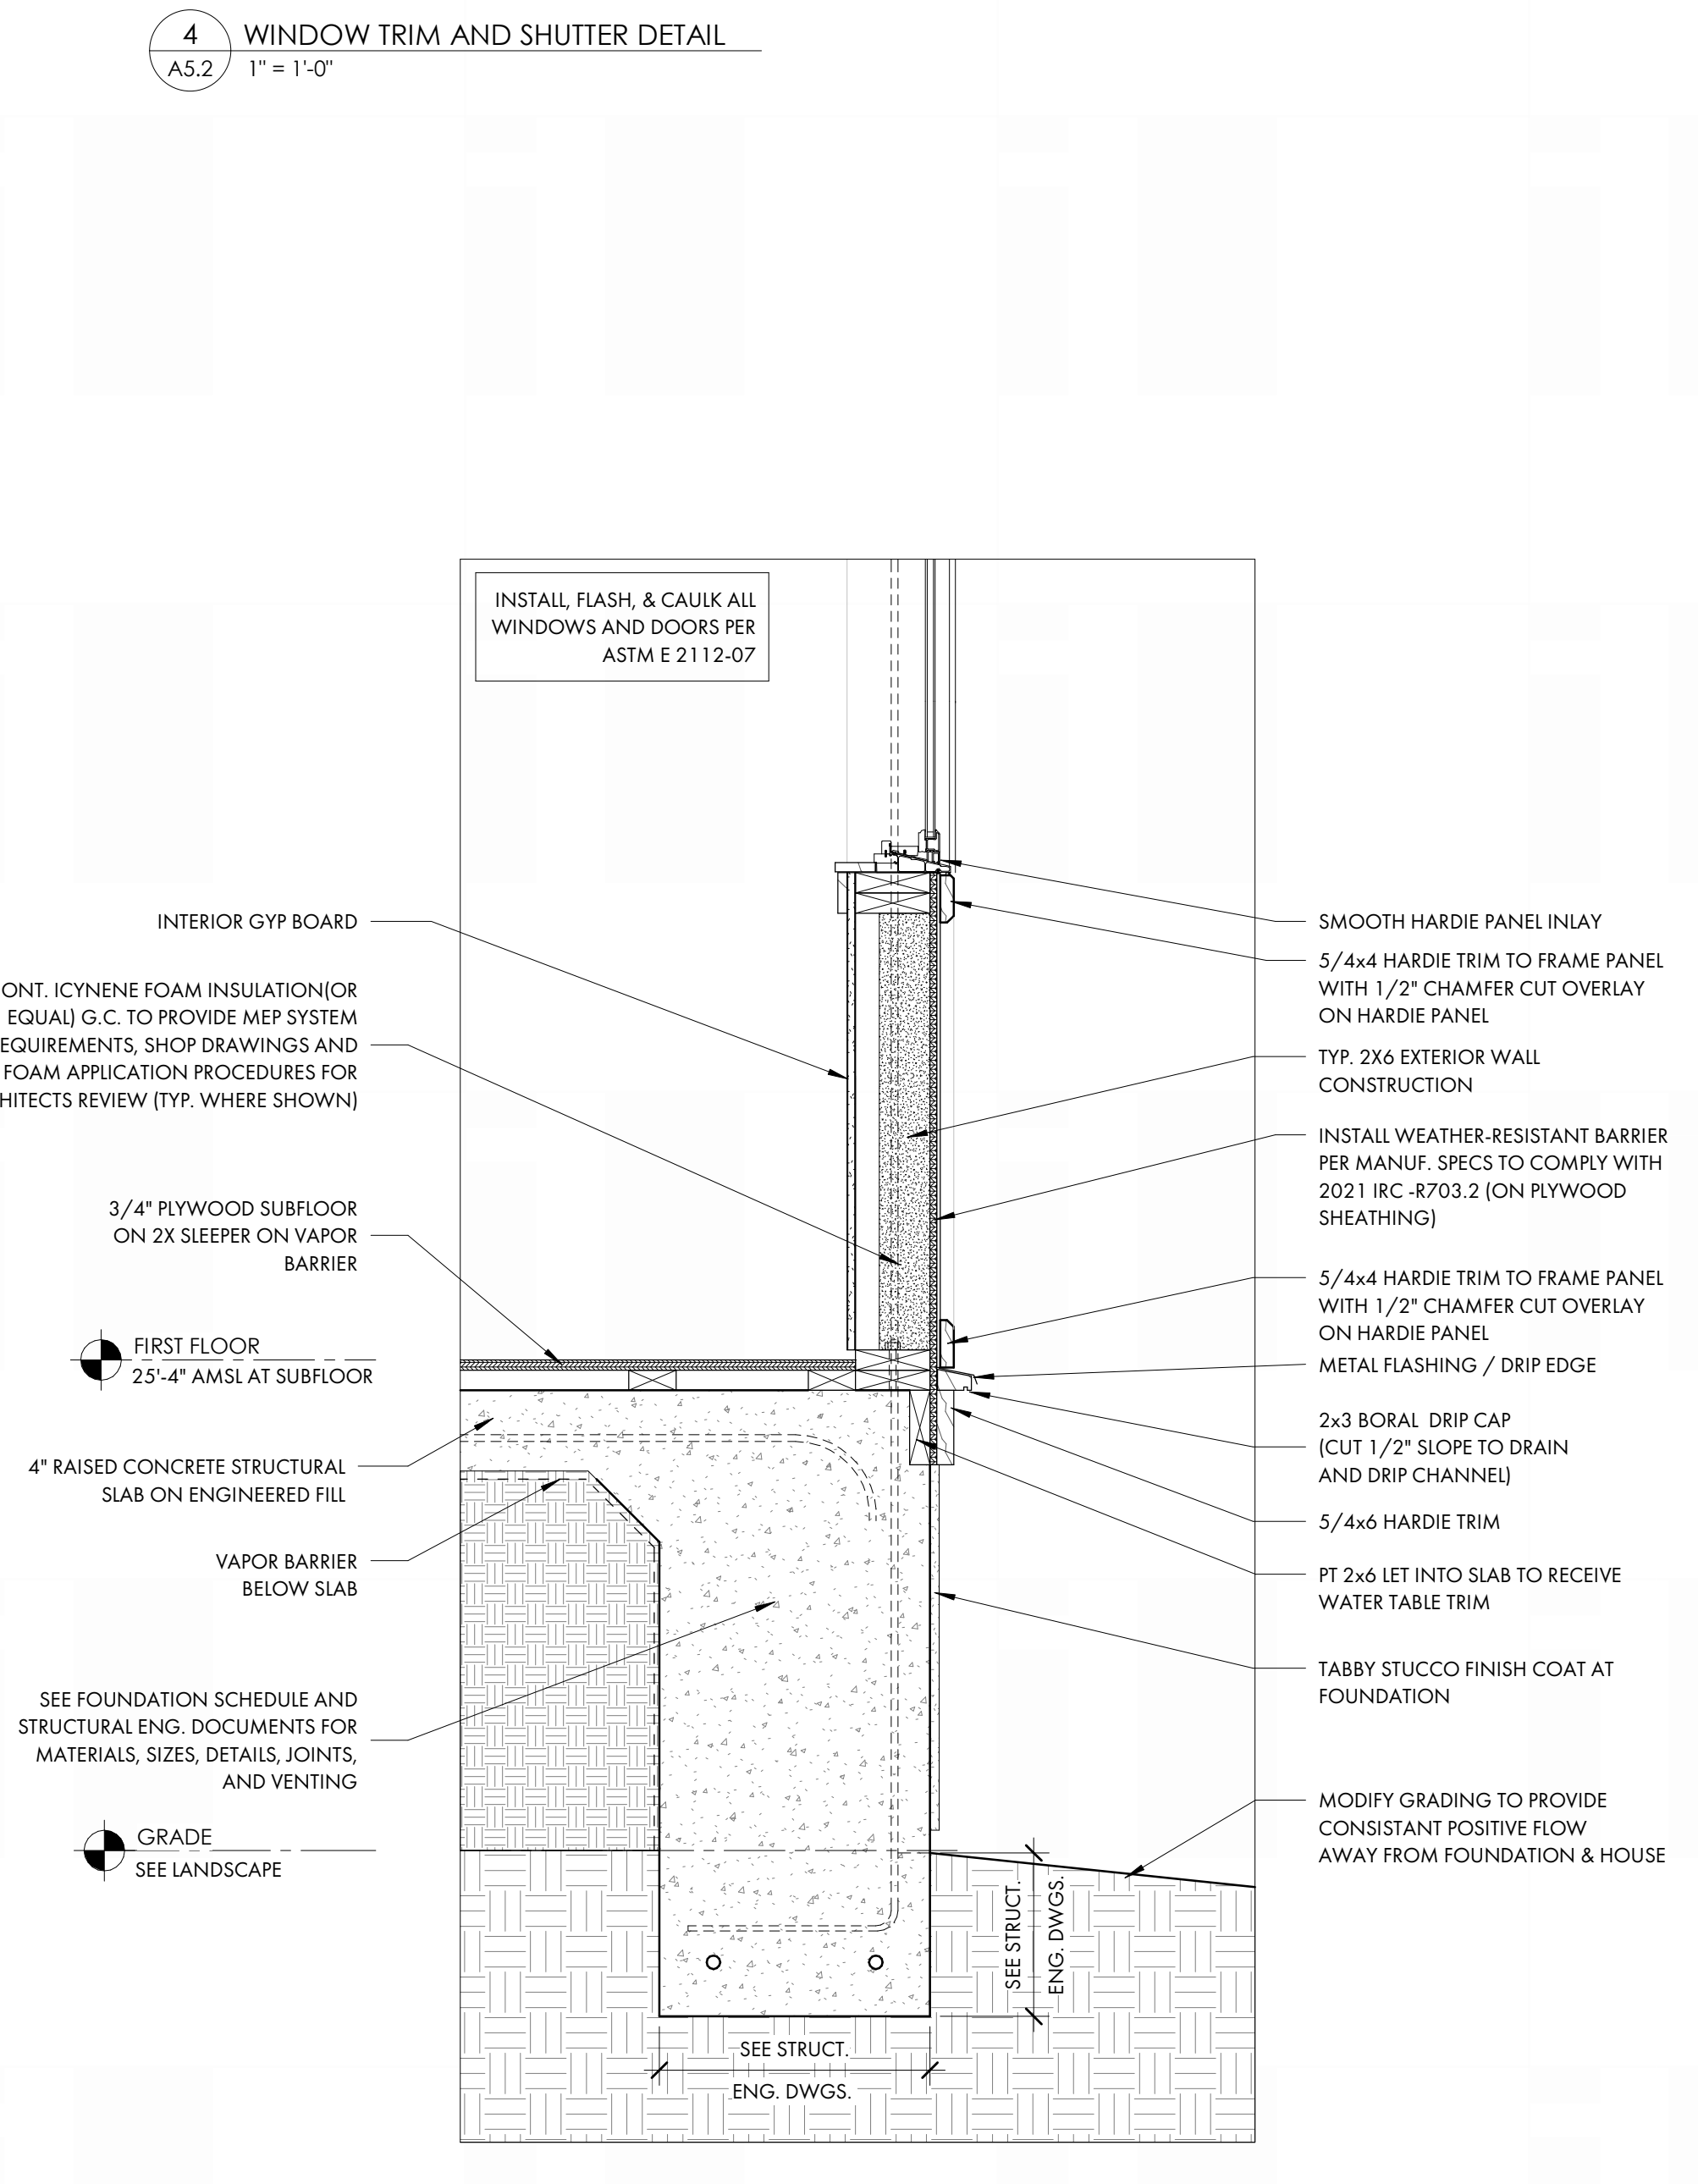 4
A5.2
WINDOW TRIM AND SHUTTER DETAIL
1" = 1'-0"
INSTALL, FLASH, & CAULK ALL
WINDOWS AND DOORS PER
ASTM E 2112-07
INTERIOR GYP BOARD
ONT. ICYNENE FOAM INSULATION(OR
EQUAL) G.C. TO PROVIDE MEP SYSTEM
EQUIREMENTS, SHOP DRAWINGS AND
FOAM APPLICATION PROCEDURES FOR
HITECTS REVIEW (TYP. WHERE SHOWN)
3/4" PLYWOOD SUBFLOOR
ON 2X SLEEPER ON VAPOR
BARRIER
FIRST FLOOR
25'-4" AMSL AT SUBFLOOR
4" RAISED CONCRETE STRUCTURAL
SLAB ON ENGINEERED FILL
VAPOR BARRIER
BELOW SLAB
SEE FOUNDATION SCHEDULE AND
STRUCTURAL ENG. DOCUMENTS FOR
MATERIALS, SIZES, DETAILS, JOINTS,
AND VENTING
GRADE
SEE LANDSCAPE
SMOOTH HARDIE PANEL INLAY
5/4x4 HARDIE TRIM TO FRAME PANEL
WITH 1/2" CHAMFER CUT OVERLAY
ON HARDIE PANEL
TYP. 2X6 EXTERIOR WALL
CONSTRUCTION
INSTALL WEATHER-RESISTANT BARRIER
PER MANUF. SPECS TO COMPLY WITH
2021 IRC -R703.2 (ON PLYWOOD
SHEATHING)
5/4x4 HARDIE TRIM TO FRAME PANEL
WITH 1/2" CHAMFER CUT OVERLAY
ON HARDIE PANEL
METAL FLASHING / DRIP EDGE
2x3 BORAL DRIP CAP
(CUT 1/2" SLOPE TO DRAIN
AND DRIP CHANNEL)
5/4x6 HARDIE TRIM
PT 2x6 LET INTO SLAB TO RECEIVE
WATER TABLE TRIM
TABBY STUCCO FINISH COAT AT
FOUNDATION
MODIFY GRADING TO PROVIDE
CONSISTANT POSITIVE FLOW
AWAY FROM FOUNDATION & HOUSE
SEE STRUCT.
ENG. DWGS.
SEE STRUCT.
ENG. DWGS.